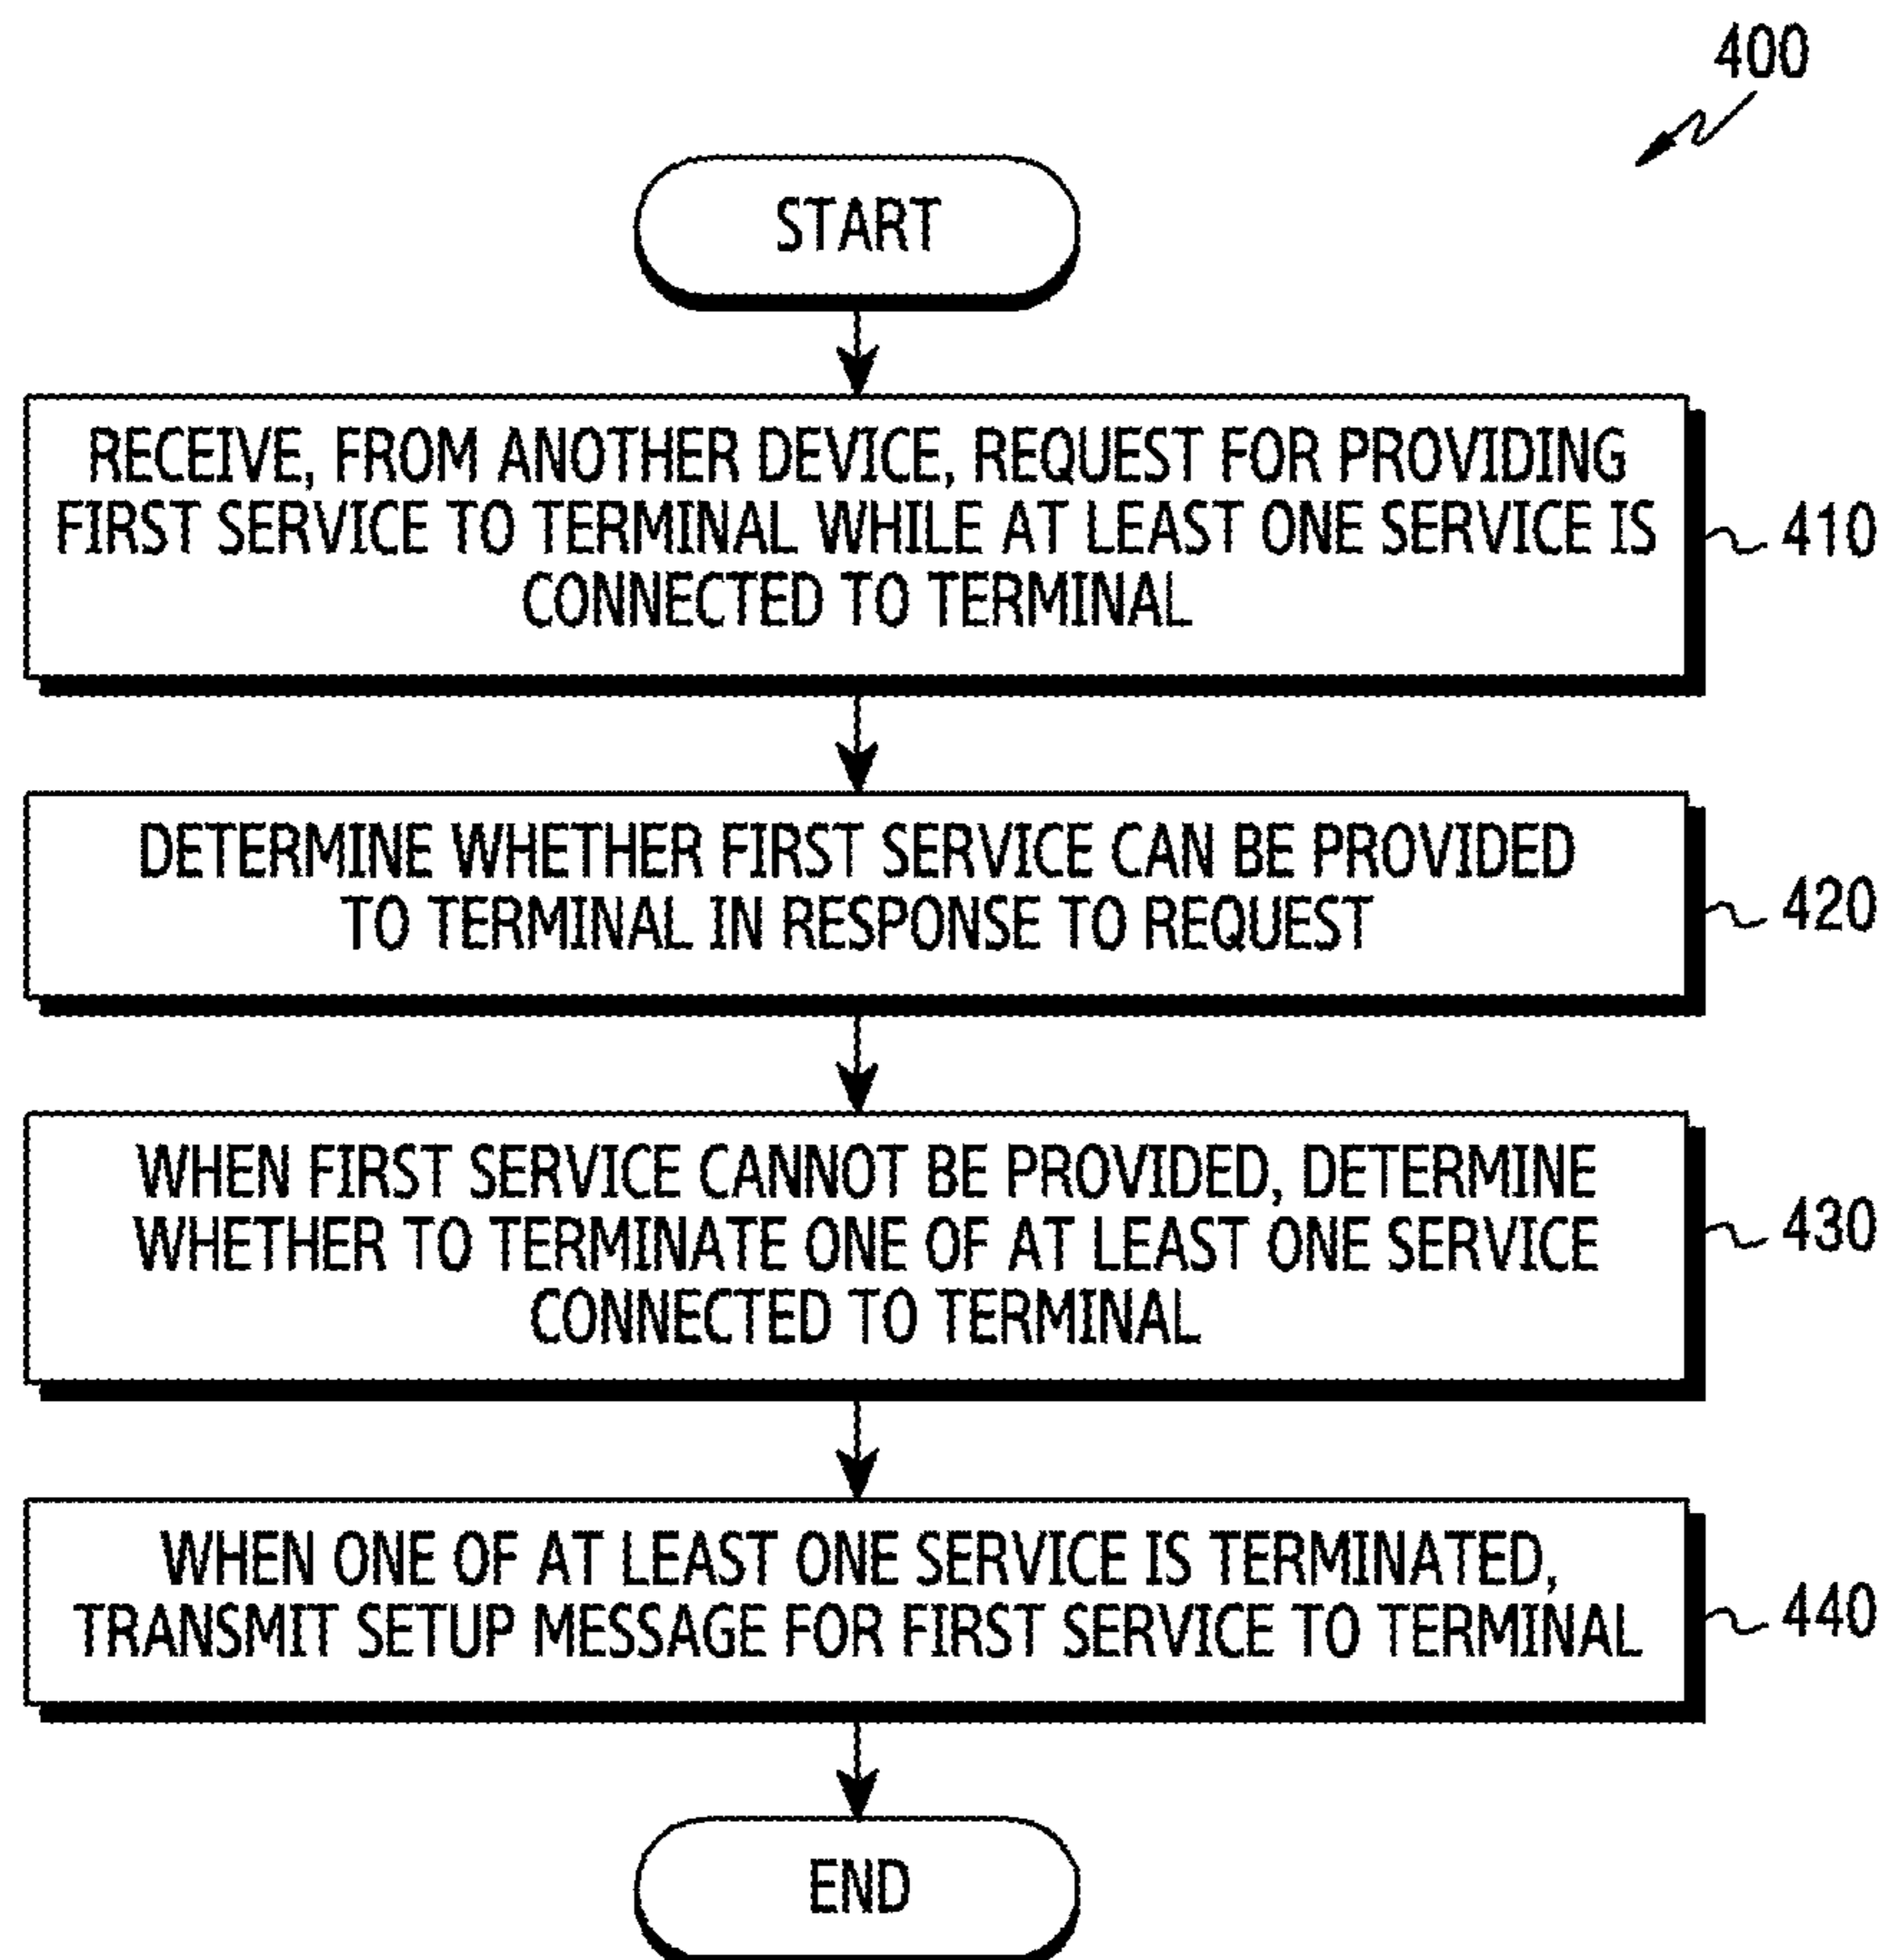 400
START
RECEIVE, FROM ANOTHER DEVICE, REQUEST FOR PROVIDING
FIRST SERVICE TO TERMINAL WHILE AT LEAST ONE SERVICE IS
CONNECTED TO TERMINAL
410
DETERMINE WHETHER FIRST SERVICE CAN BE PROVIDED
TO TERMINAL IN RESPONSE TO REQUEST
420
WHEN FIRST SERVICE CANNOT BE PROVIDED, DETERMINE
WHETHER TO TERMINATE ONE OF AT LEAST ONE SERVICE
CONNECTED TO TERMINAL
430
WHEN ONE OF AT LEAST ONE SERVICE IS TERMINATED,
TRANSMIT SETUP MESSAGE FOR FIRST SERVICE TO TERMINAL
440
END